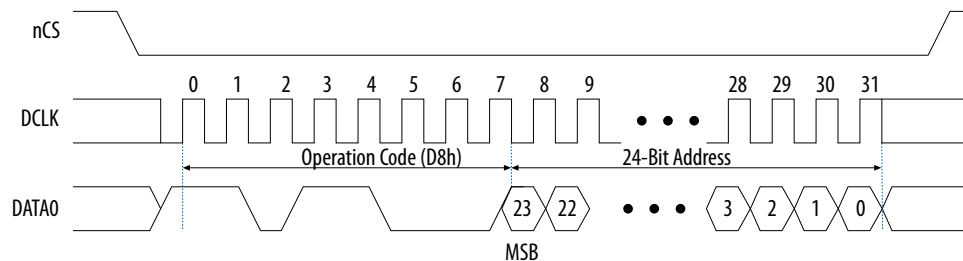 nCS
0 1 2 3 4 5 6 7 8 9 28 29 30 31
DCLK
Operation Code (D8h) 24-Bit Address
DATA0 23 22 3 2 1 0
MSB